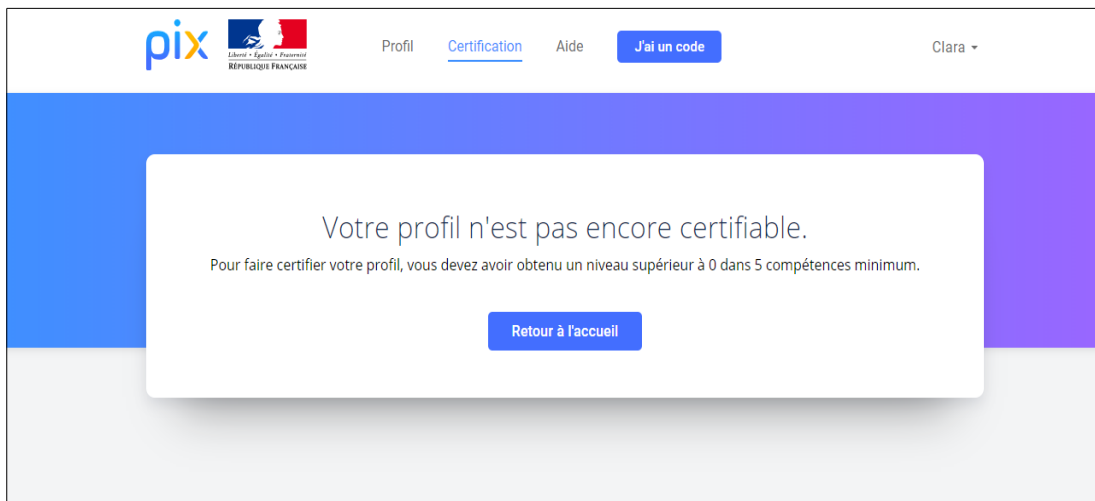 pix
Liberté • Égalité • Fraternité
RÉPUBLIQUE FRANÇAISE
Profil
Certification
Aide
J'ai un code
Clara
Votre profil n'est pas encore certifiable.
Pour faire certifier votre profil, vous devez avoir obtenu un niveau supérieur à 0 dans 5 compétences minimum.
Retour à l'accueil